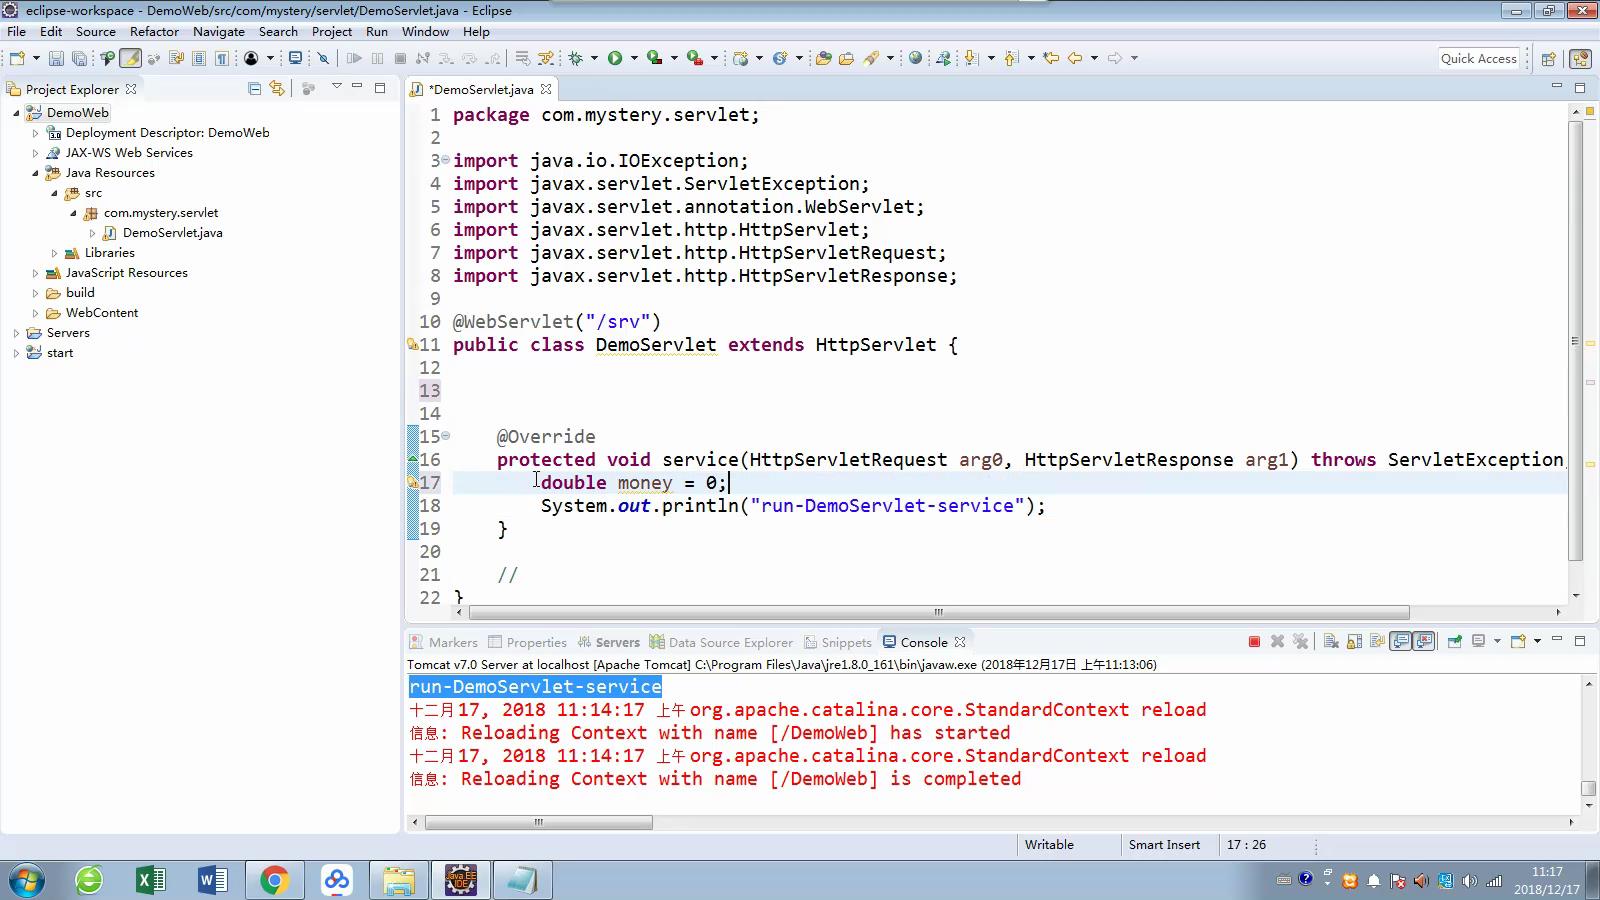 eclipse-workspace - DemoWeb/src/com/mystery/servlet/DemoServlet.java - Eclipse
File Edit Source Refactor Navigate Search Project Run Window Help
Quick Access
Project Explorer
*DemoServlet.java
DemoWeb
Deployment Descriptor: DemoWeb
JAX-WS Web Services
Java Resources
src
com.mystery.servlet
DemoServlet.java
Libraries
JavaScript Resources
build
WebContent
Servers
start
1 package com.mystery.servlet;
2
3 import java.io.IOException;
4 import javax.servlet.ServletException;
5 import javax.servlet.annotation.WebServlet;
6 import javax.servlet.http.HttpServlet;
7 import javax.servlet.http.HttpServletRequest;
8 import javax.servlet.http.HttpServletResponse;
9
10 @WebServlet("/srv")
11 public class DemoServlet extends HttpServlet {
12
13
14
15 @Override
16 protected void service(HttpServletRequest arg0, HttpServletResponse arg1) throws ServletException,
17 double money = 0;
18 System.out.println("run-DemoServlet-service");
19 }
20
21 //
22 }
Markers Properties Servers Data Source Explorer Snippets Console
Tomcat v7.0 Server at localhost [Apache Tomcat] C:\Program Files\Java\jre1.8.0_161\bin\javaw.exe (2018年12月17日 上午11:13:06)
run-DemoServlet-service
十二月 17, 2018 11:14:17 上午 org.apache.catalina.core.StandardContext reload
信息: Reloading Context with name [/DemoWeb] has started
十二月 17, 2018 11:14:17 上午 org.apache.catalina.core.StandardContext reload
信息: Reloading Context with name [/DemoWeb] is completed
Writable Smart Insert 17 : 26
11:17
2018/12/17